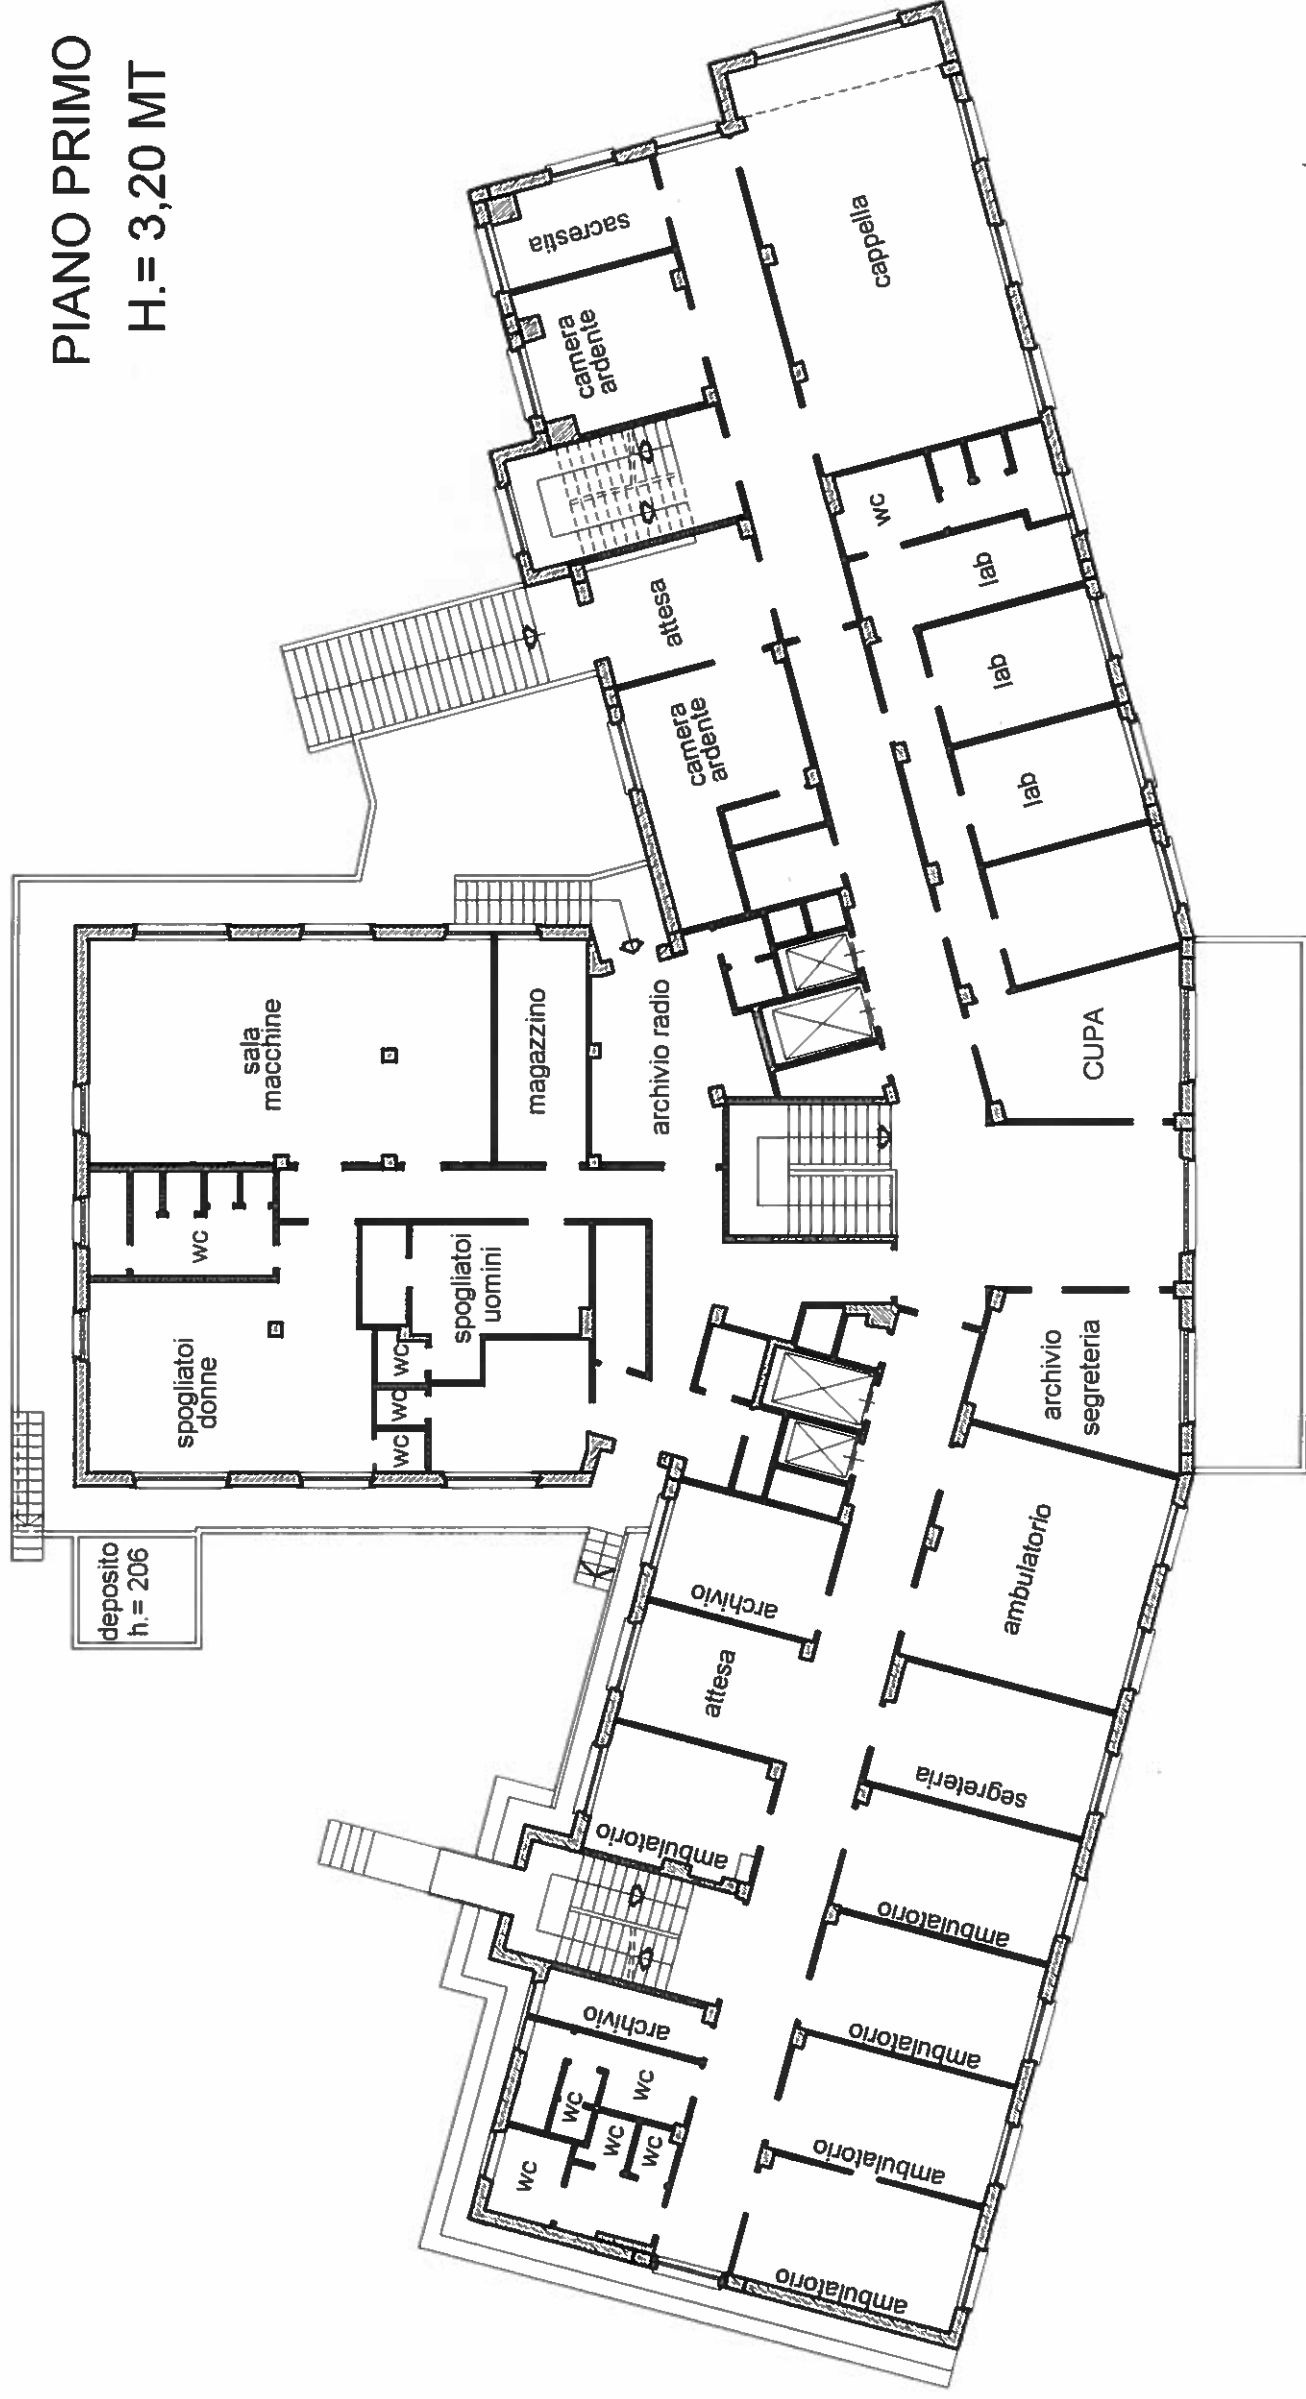 PIANO PRIMO
H.= 3,20 MT
sacrestia
camera
ardente
cappella
wc
attesa
lab
camera
ardente
lab
lab
sala
macchine
magazzino
archivio radio
CUPA
wc
spogliatoi
uomini
spogliatoi
donne
wc
wc
wc
archivio
segreteria
deposito
h.= 206
archivio
attesa
ambulatorio
ambulatorio
segreteria
ambulatorio
archivio
wc
wc
wc
wc
wc
ambulatorio
ambulatorio
ambulatorio